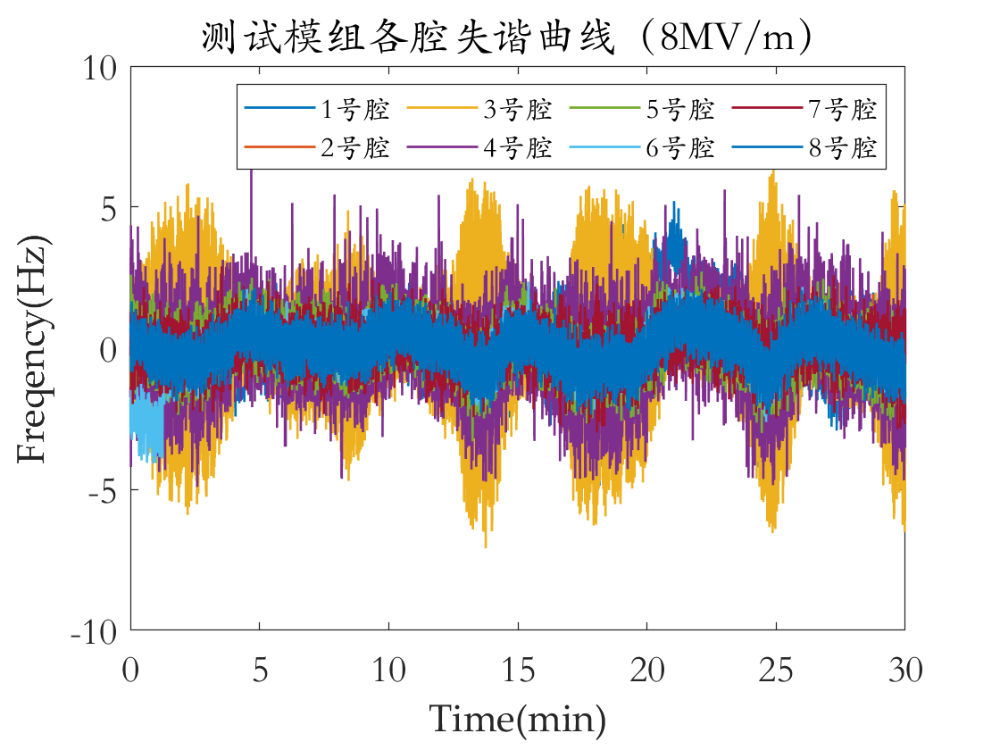 测试模组各腔失谐曲线（8MV/m）
10
1号腔 3号腔 5号腔 7号腔
2号腔 4号腔 6号腔 8号腔
5
0
-5
-10
Freqency(Hz)
0 5 10 15 20 25 30
Time(min)